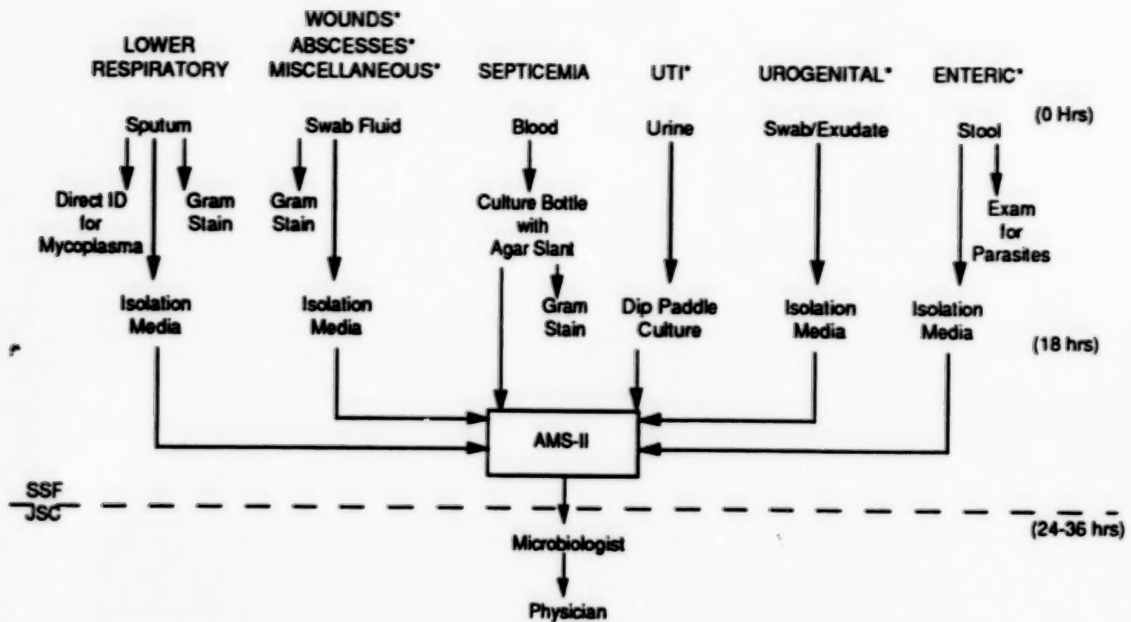 WOUNDS*
LOWER ABSCESSES*
RESPIRATORY MISCELLANEOUS* SEPTICEMIA UTI* UROGENITAL* ENTERIC*
(0 Hrs)
Sputum Swab Fluid Blood Urine Swab/Exudate Stool
Direct ID Gram Gram Culture Bottle Exam
for Stain Stain with for
Mycoplasma Agar Slant Parasites
Isolation Isolation Gram Dip Paddle Isolation Isolation
Media Media Stain Culture Media Media
(18 hrs)
AMS-II
SSF
JSC
(24-36 hrs)
Microbiologist
Physician